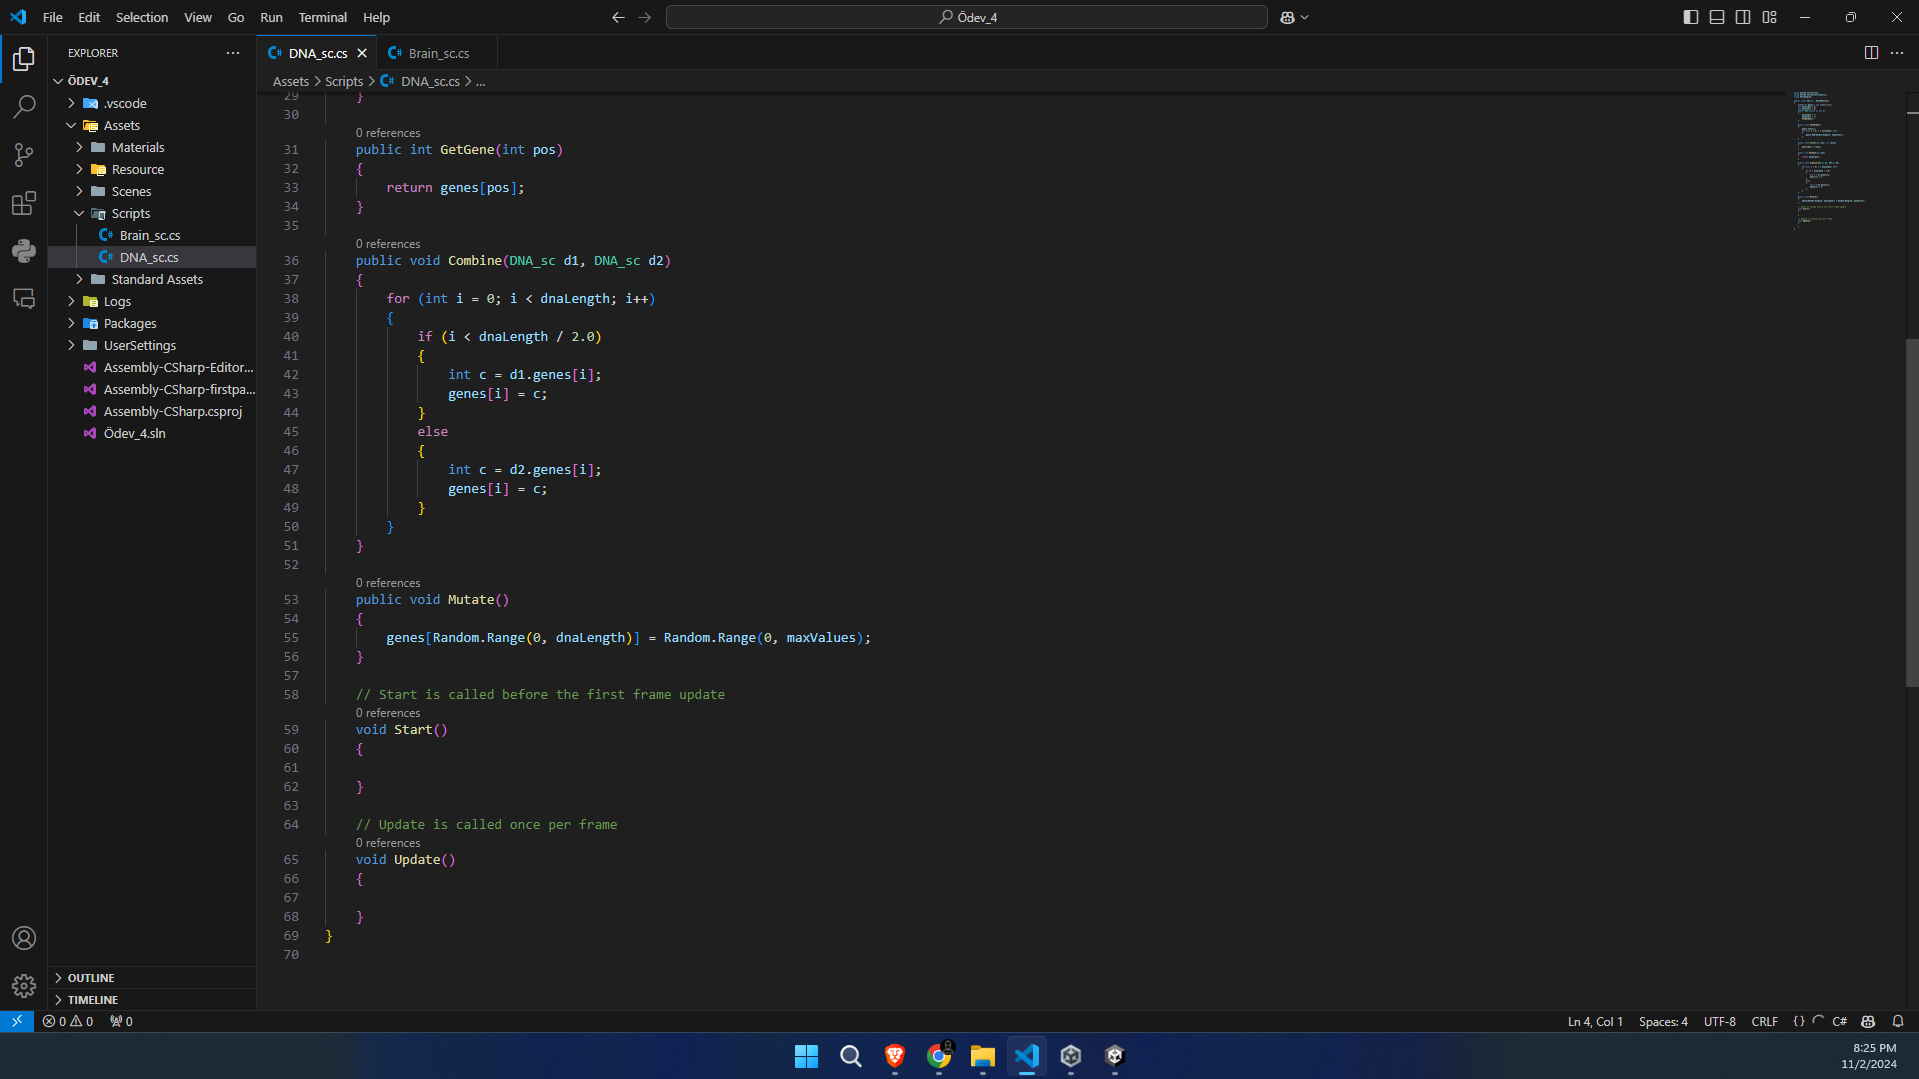 File Edit Selection View Go Run Terminal Help
Ödev_4
EXPLORER
ÖDEV_4
.vscode
Assets
Materials
Resource
Scenes
Scripts
Brain_sc.cs
DNA_sc.cs
Standard Assets
Logs
Packages
UserSettings
Assembly-CSharp-Editor...
Assembly-CSharp-firstpa...
Assembly-CSharp.csproj
Ödev_4.sln
OUTLINE
TIMELINE
DNA_sc.cs Brain_sc.cs
Assets > Scripts > DNA_sc.cs > ...
29 }
30
0 references
31 public int GetGene(int pos)
32 {
33 return genes[pos];
34 }
35
0 references
36 public void Combine(DNA_sc d1, DNA_sc d2)
37 {
38 for (int i = 0; i < dnaLength; i++)
39 {
40 if (i < dnaLength / 2.0)
41 {
42 int c = d1.genes[i];
43 genes[i] = c;
44 }
45 else
46 {
47 int c = d2.genes[i];
48 genes[i] = c;
49 }
50 }
51 }
52
0 references
53 public void Mutate()
54 {
55 genes[Random.Range(0, dnaLength)] = Random.Range(0, maxValues);
56 }
57
58 // Start is called before the first frame update
0 references
59 void Start()
60 {
61
62 }
63
64 // Update is called once per frame
0 references
65 void Update()
66 {
67
68 }
69 }
70
0 0 0 Ln 4, Col 1 Spaces: 4 UTF-8 CRLF {} C#
8:25 PM
11/2/2024